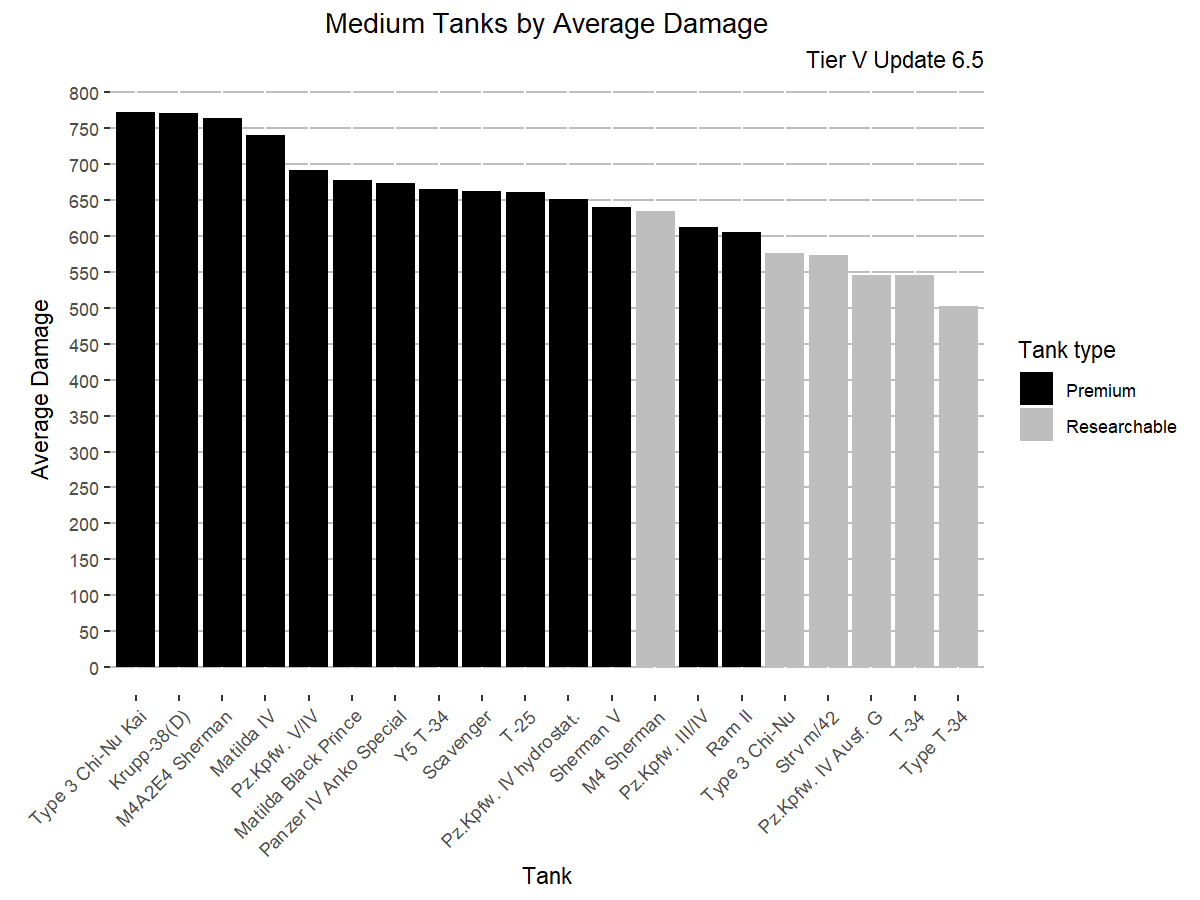 Medium Tanks by Average Damage
Tier V Update 6.5
800
750
700
650
600
550
500
450
400
350
300
250
200
150
100
50
0
Average Damage
Type 3 Chi-Nu Kai
Krupp-38(D)
M4A2E4 Sherman
Matilda IV
Pz.Kpfw. V/IV
Matilda Black Prince
Panzer IV Anko Special
Y5 T-34
Scavenger
T-25
Pz.Kpfw. IV hydrostat.
Sherman V
M4 Sherman
Pz.Kpfw. III/IV
Ram II
Type 3 Chi-Nu
Strv m/42
Pz.Kpfw. IV Ausf. G
T-34
Type T-34
Tank
Tank type
Premium
Researchable